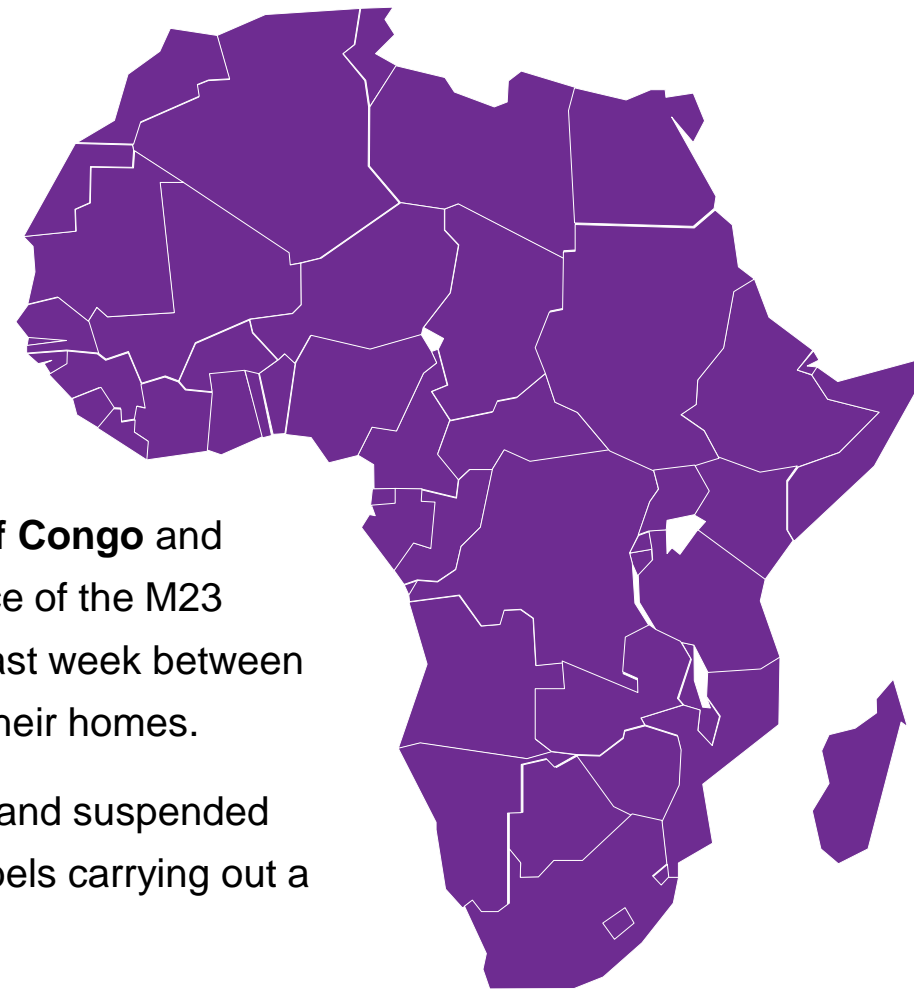 f Congo and
ce of the M23
ast week between
heir homes.
and suspended
bels carrying out a